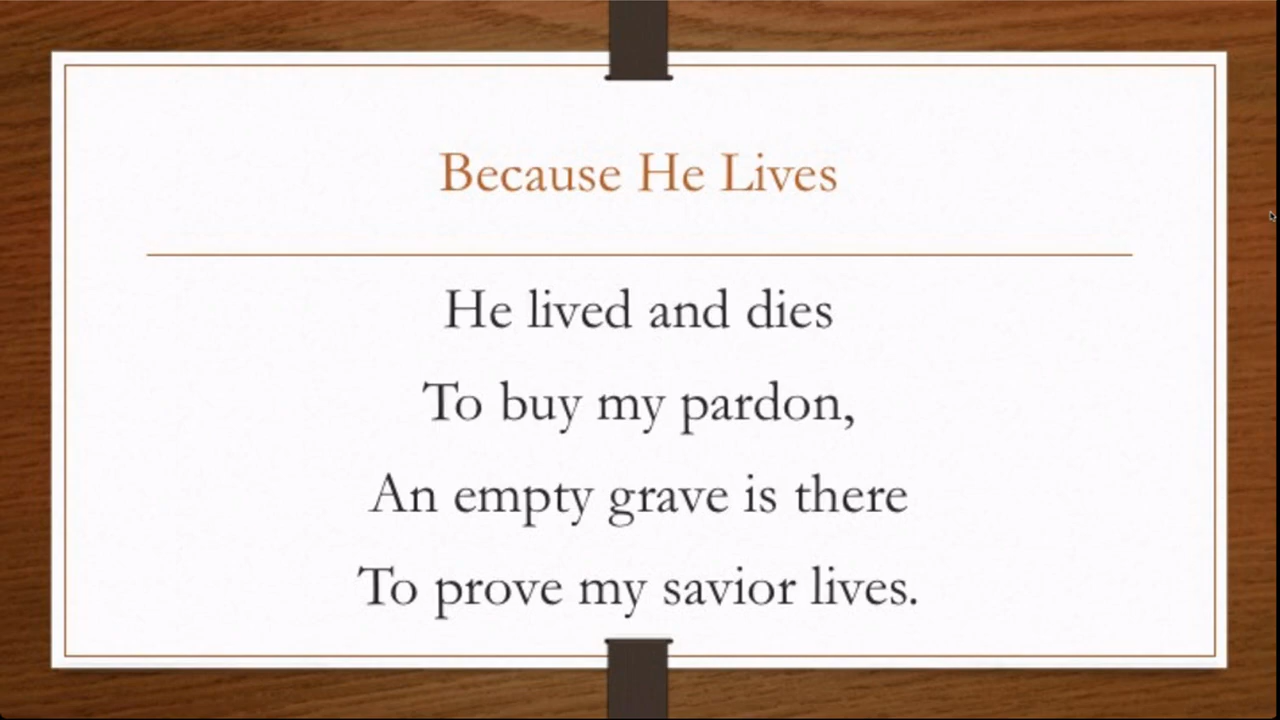 Because He Lives
He lived and dies
To buy my pardon,
An empty grave is there
To prove my savior lives.